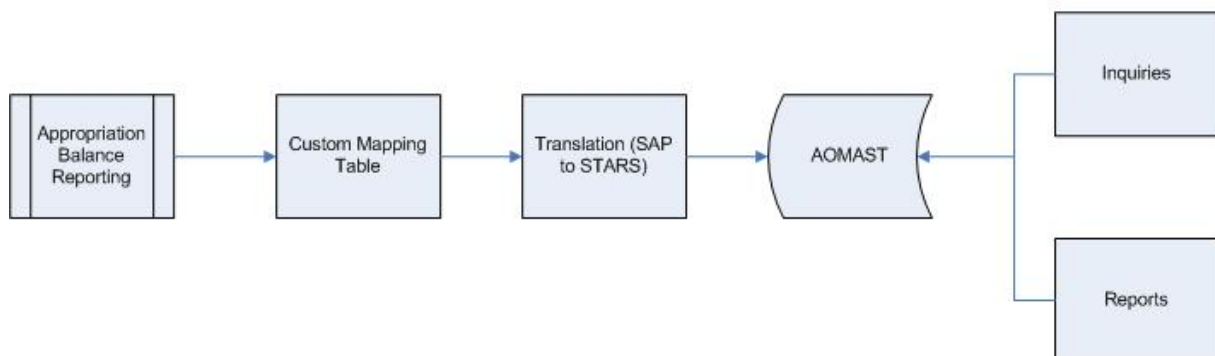 Appropriation
Balance
Reporting
Custom Mapping
Table
Translation (SAP
to STARS)
AOMAST
Inquiries
Reports